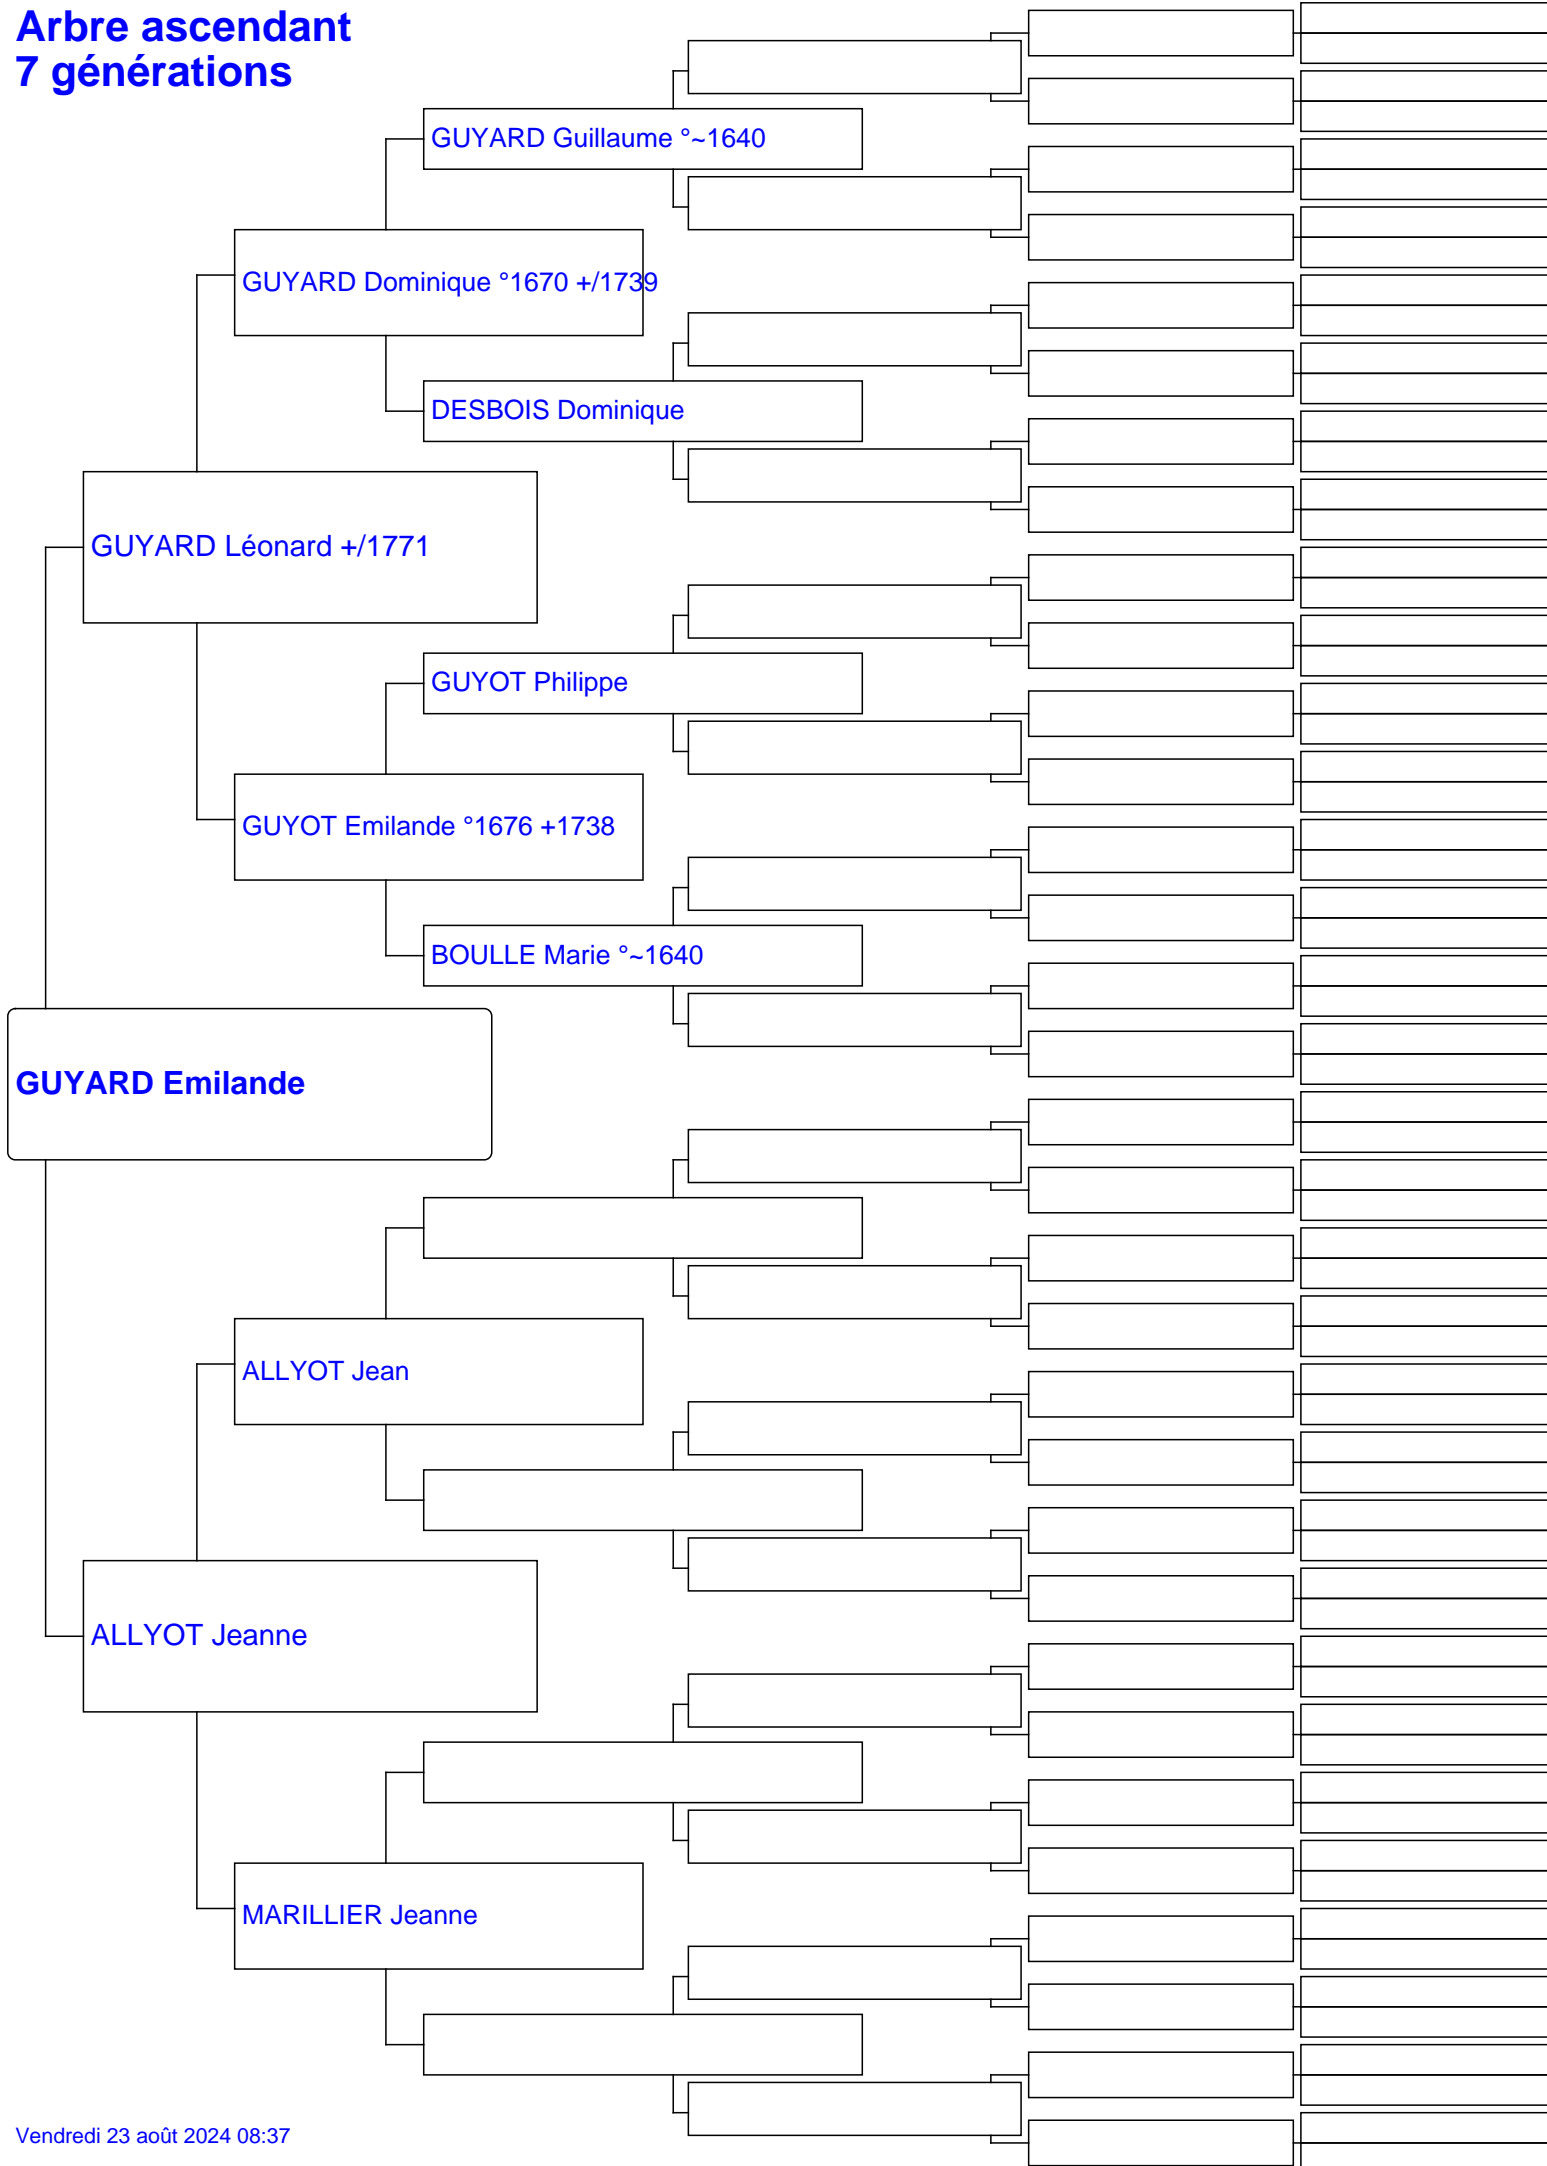 Arbre ascendant
7 générations
GUYARD Guillaume °~1640
GUYARD Dominique °1670 +/1739
DESBOIS Dominique
GUYARD Léonard +/1771
GUYOT Philippe
GUYOT Emilande °1676 +1738
BOULLE Marie °~1640
GUYARD Emilande
ALLYOT Jean
ALLYOT Jeanne
MARILLIER Jeanne
Vendredi 23 août 2024 08:37